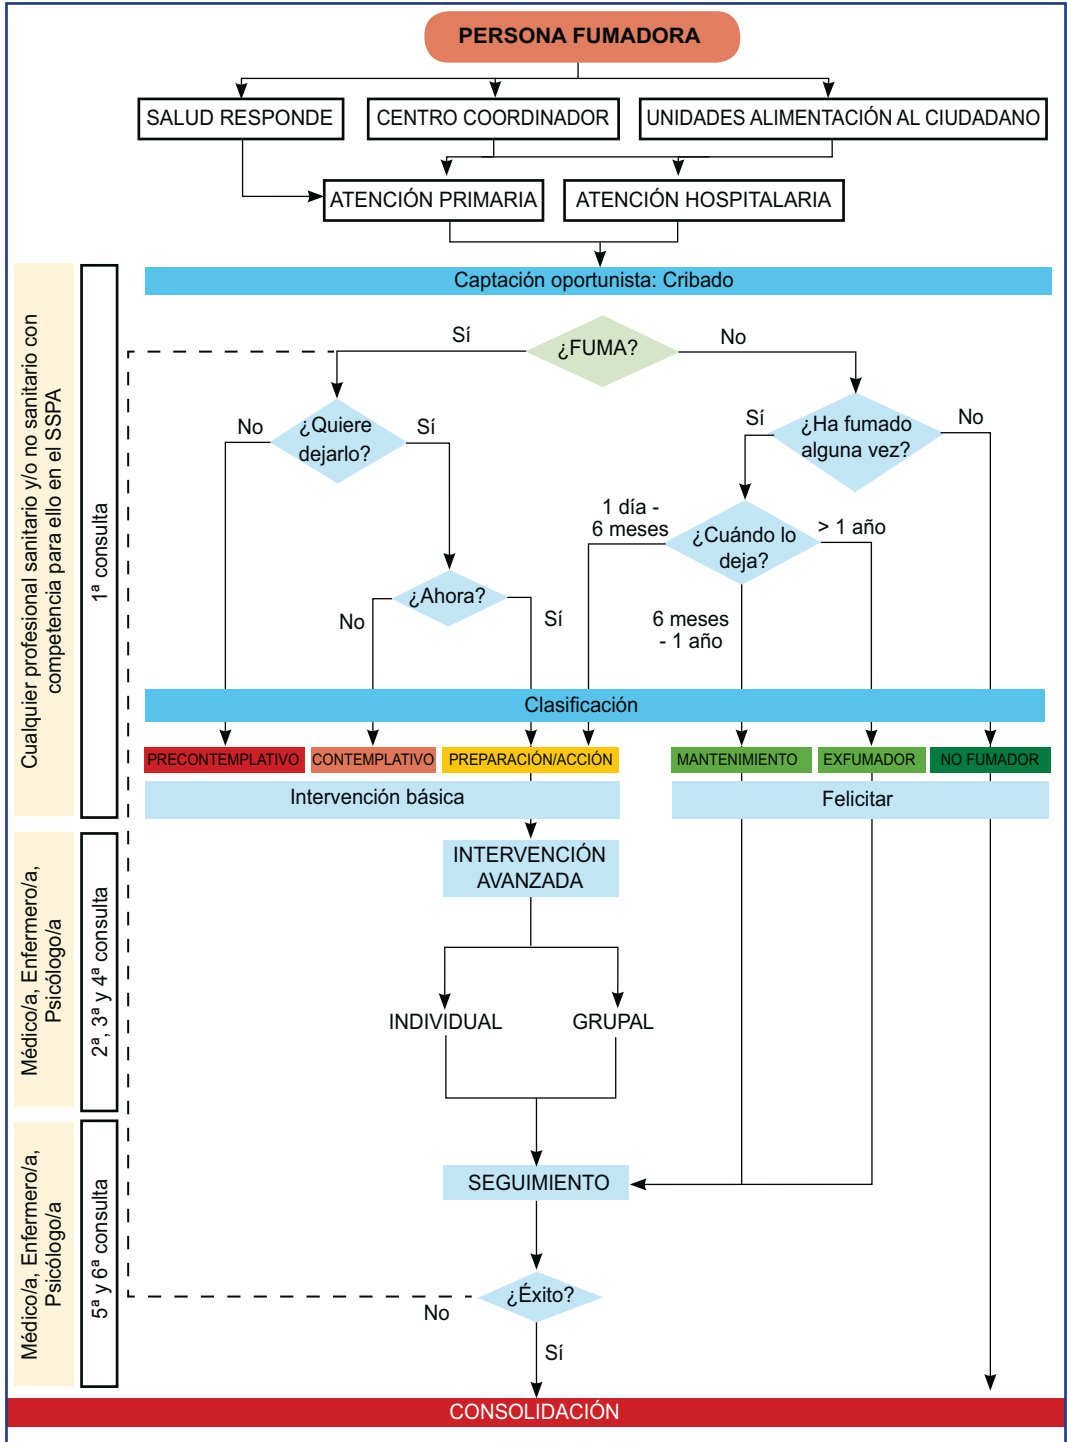 PERSONA FUMADORA
SALUD RESPONDE
CENTRO COORDINADOR
UNIDADES ALIMENTACIÓN AL CIUDADANO
ATENCIÓN PRIMARIA
ATENCIÓN HOSPITALARIA
Cualquier profesional sanitario y/o no sanitario con
competencia para ello en el SSPA
1ª consulta
Captación oportunista: Cribado
¿FUMA?
Sí
No
¿Quiere
dejarlo?
No
Sí
¿Ha fumado
alguna vez?
Sí
No
¿Cuándo lo
deja?
1 día -
6 meses
> 1 año
6 meses
- 1 año
¿Ahora?
No
Sí
Clasificación
PRECONTEMPLATIVO
CONTEMPLATIVO
PREPARACIÓN/ACCIÓN
MANTENIMIENTO
EXFUMADOR
NO FUMADOR
Intervención básica
Felicitar
Médico/a, Enfermero/a,
Psicólogo/a
2ª, 3ª y 4ª consulta
INTERVENCIÓN
AVANZADA
INDIVIDUAL
GRUPAL
Médico/a, Enfermero/a,
Psicólogo/a
5ª y 6ª consulta
SEGUIMIENTO
¿Éxito?
No
Sí
CONSOLIDACIÓN